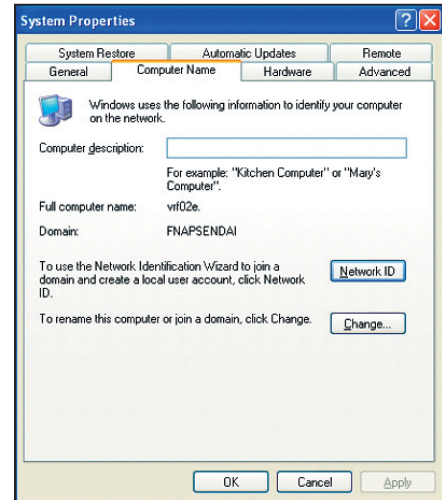 System Properties
System Restore Automatic Updates Remote
General Computer Name Hardware Advanced
Windows uses the following information to identify your computer
on the network.
Computer description:
For example: "Kitchen Computer" or "Mary's
Computer".
Full computer name: vrf02e.
Domain: FNAPSENDAI
To use the Network Identification Wizard to join a
domain and create a local user account, click Network
ID.
Network ID
To rename this computer or join a domain, click Change.
Change...
OK Cancel Apply